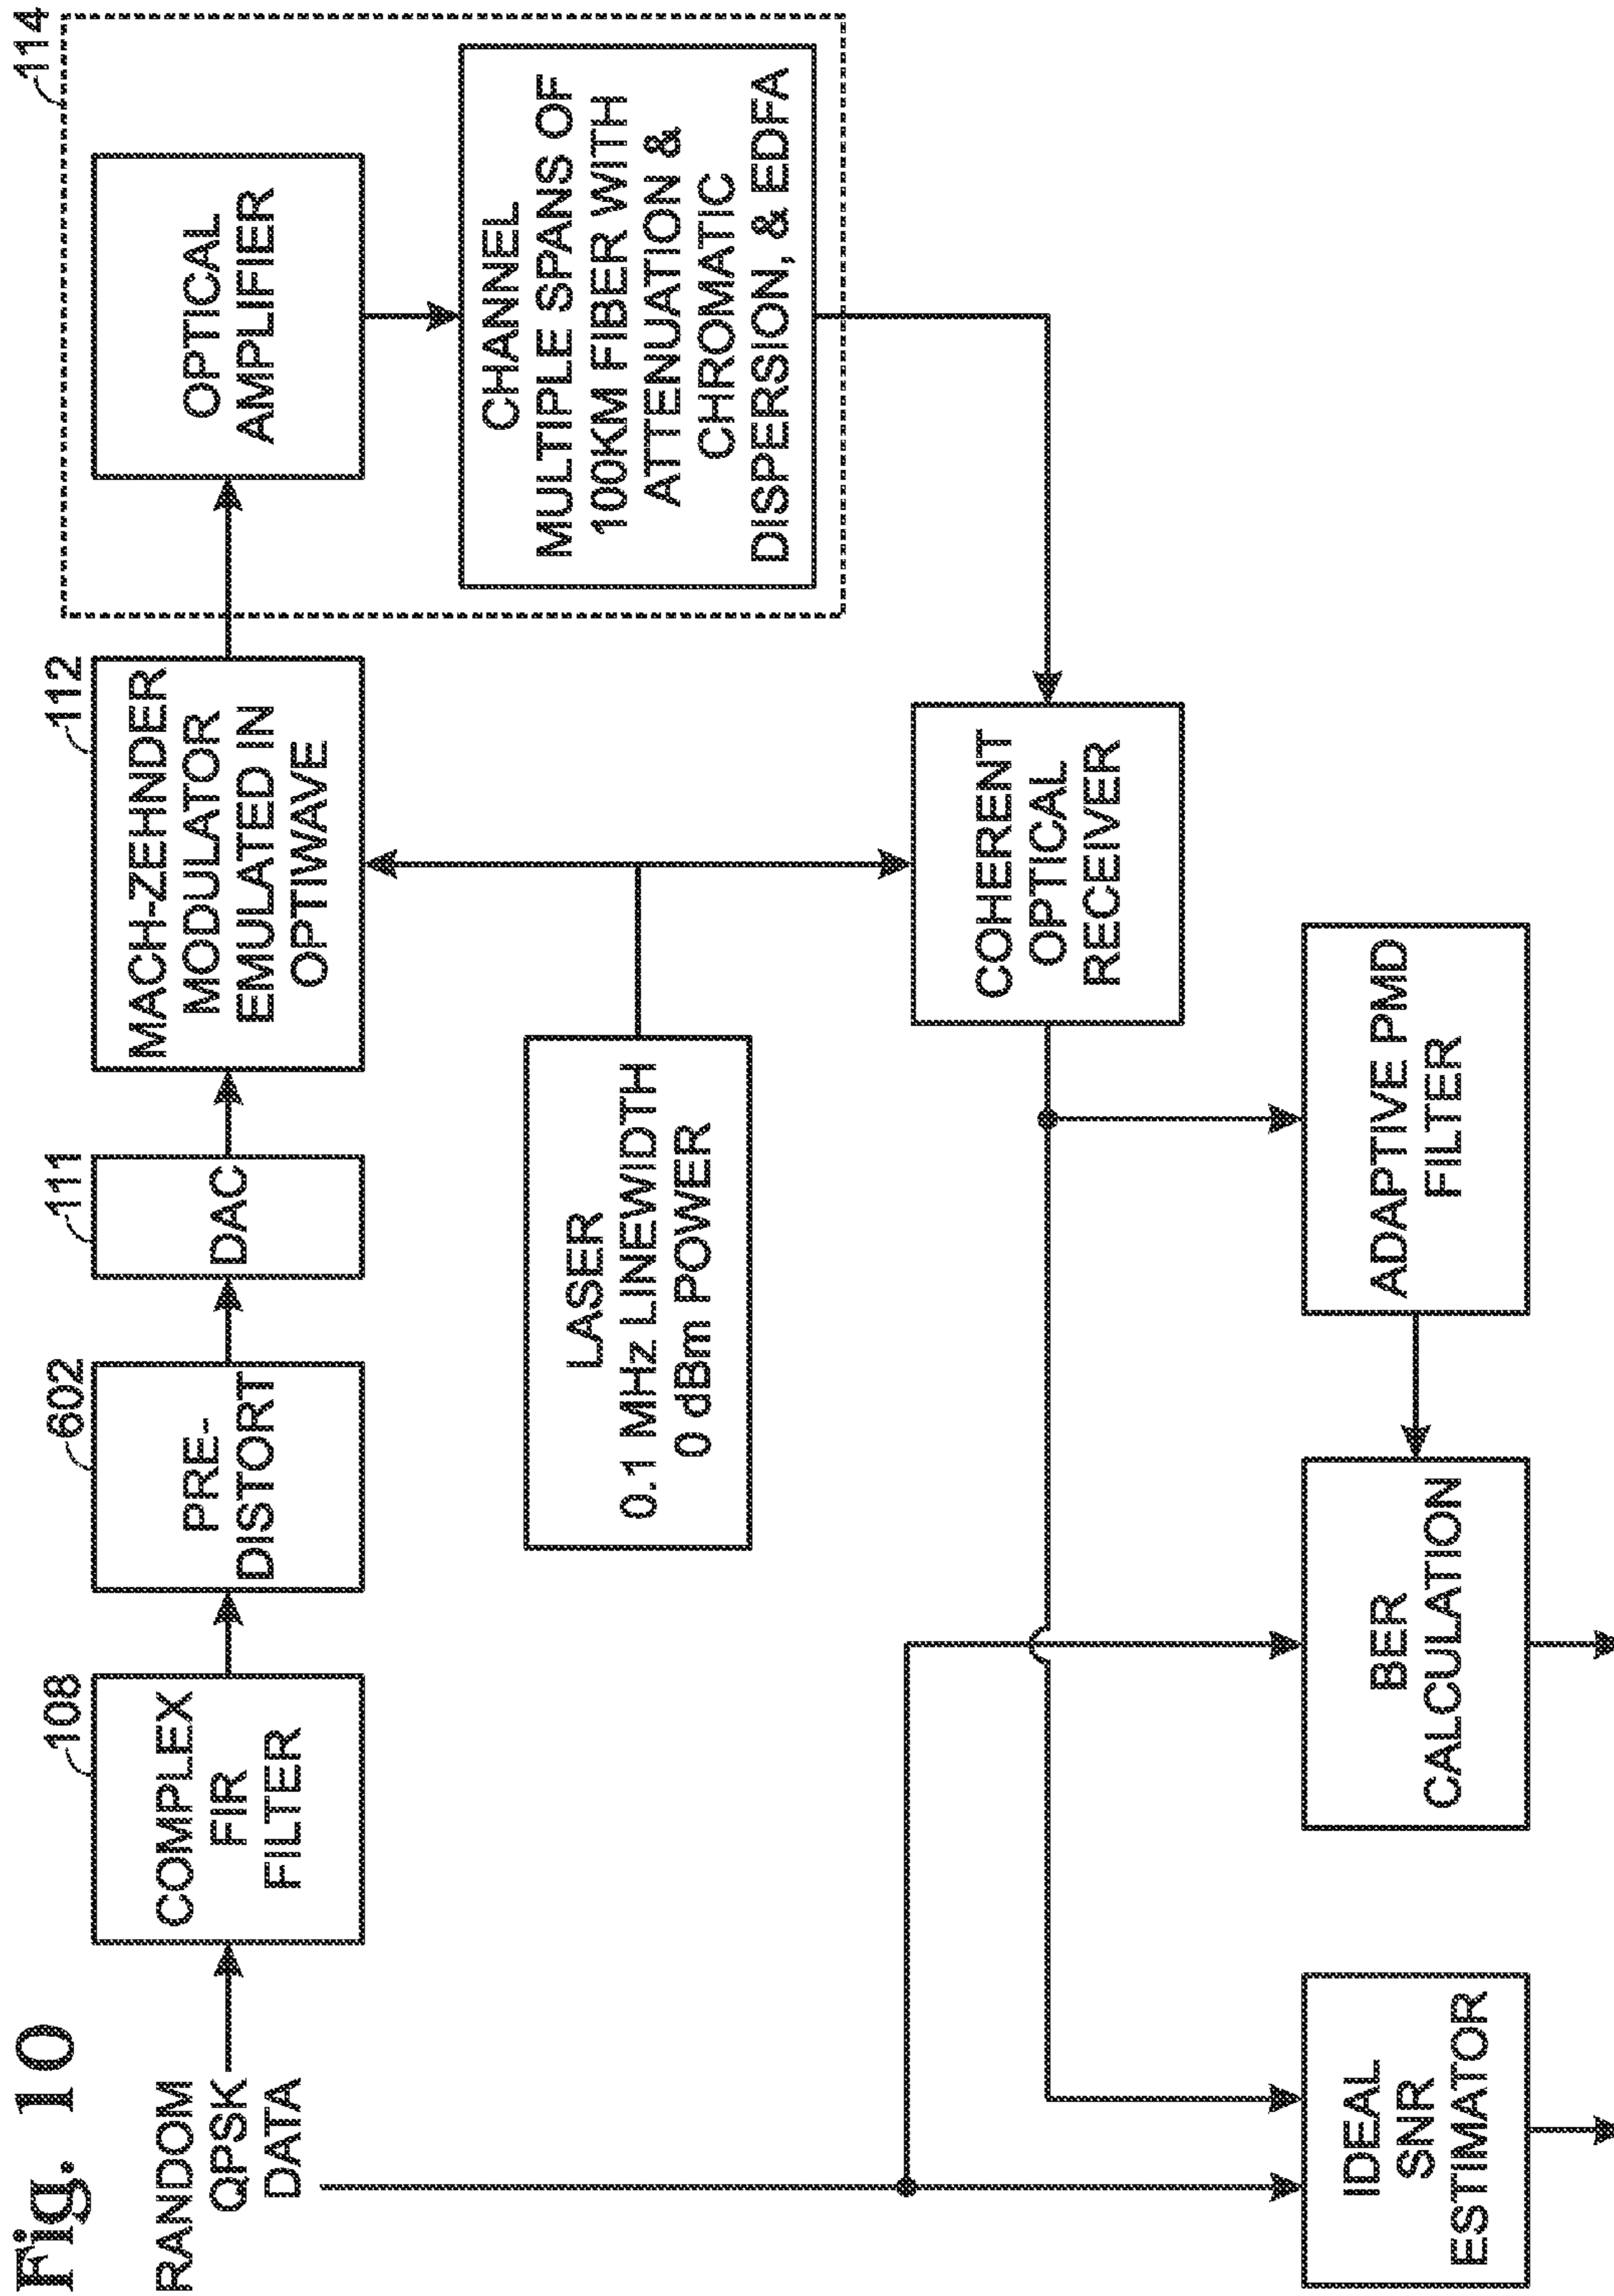 Fig. 10
RANDOM
QPSK
DATA
108
COMPLEX
FIR
FILTER
602
PRE-
DISTORT
111
DAC
112
MACH-ZEHNDER
MODULATOR
EMULATED IN
OPTIWAVE
114
OPTICAL
AMPLIFIER
CHANNEL
MULTIPLE SPANS OF
100KM FIBER WITH
ATTENUATION &
CHROMATIC
DISPERSION, & EDFA
LASER
0.1 MHz LINEWIDTH
0 dBm POWER
COHERENT
OPTICAL
RECEIVER
IDEAL
SNR
ESTIMATOR
BER
CALCULATION
ADAPTIVE PMD
FILTER